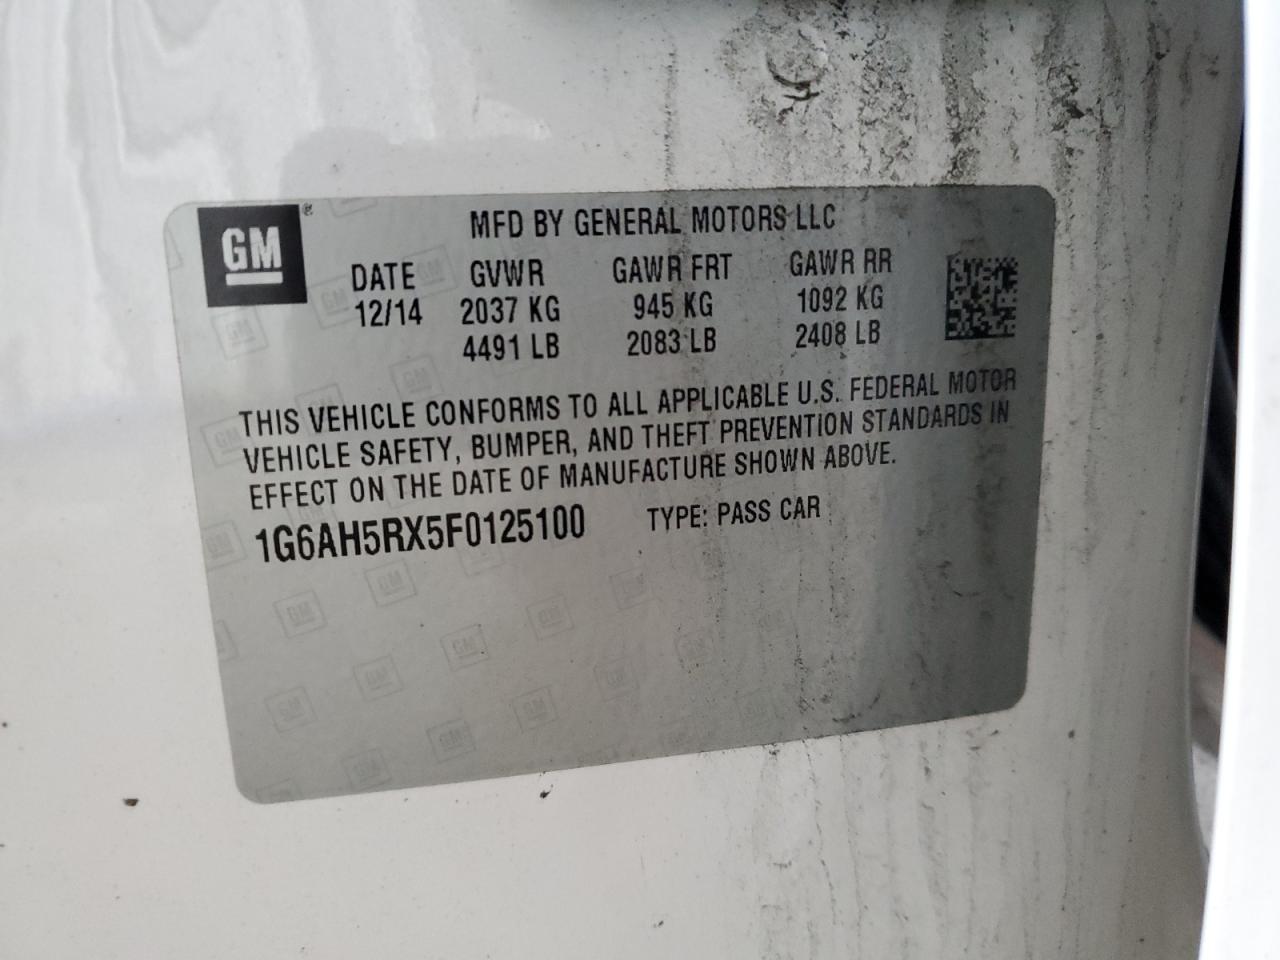 GM®
MFD BY GENERAL MOTORS LLC
DATE GVWR GAWR FRT GAWR RR
12/14 2037 KG 945 KG 1092 KG
4491 LB 2083 LB 2408 LB
THIS VEHICLE CONFORMS TO ALL APPLICABLE U.S. FEDERAL MOTOR
VEHICLE SAFETY, BUMPER, AND THEFT PREVENTION STANDARDS IN
EFFECT ON THE DATE OF MANUFACTURE SHOWN ABOVE.
1G6AH5RX5F0125100 TYPE: PASS CAR